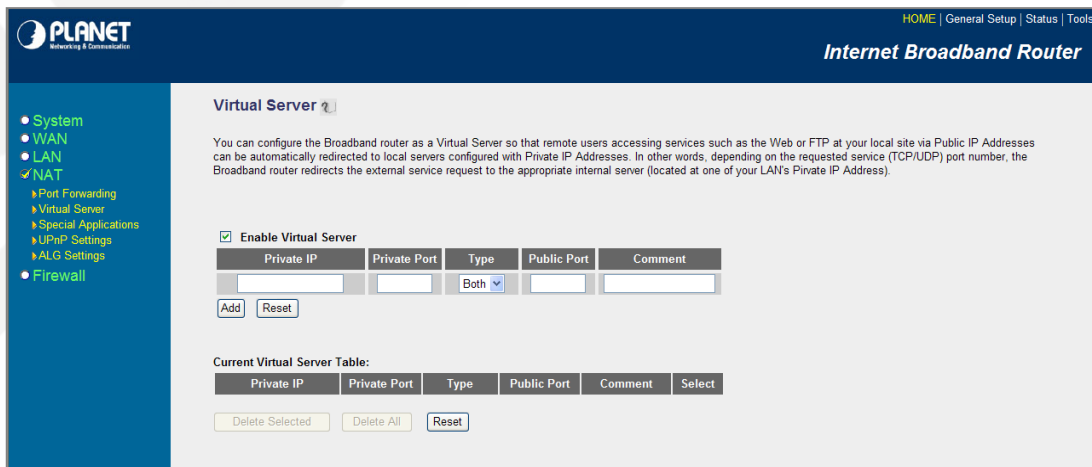 PLANET
Networking & Communication
HOME | General Setup | Status | Tools
Internet Broadband Router
System
WAN
LAN
NAT
Port Forwarding
Virtual Server
Special Applications
UPnP Settings
ALG Settings
Firewall
Virtual Server
You can configure the Broadband router as a Virtual Server so that remote users accessing services such as the Web or FTP at your local site via Public IP Addresses
can be automatically redirected to local servers configured with Private IP Addresses. In other words, depending on the requested service (TCP/UDP) port number, the
Broadband router redirects the external service request to the appropriate internal server (located at one of your LAN's Private IP Address).
Enable Virtual Server
Private IP Private Port Type Public Port Comment
Both
Add Reset
Current Virtual Server Table:
Private IP Private Port Type Public Port Comment Select
Delete Selected Delete All Reset